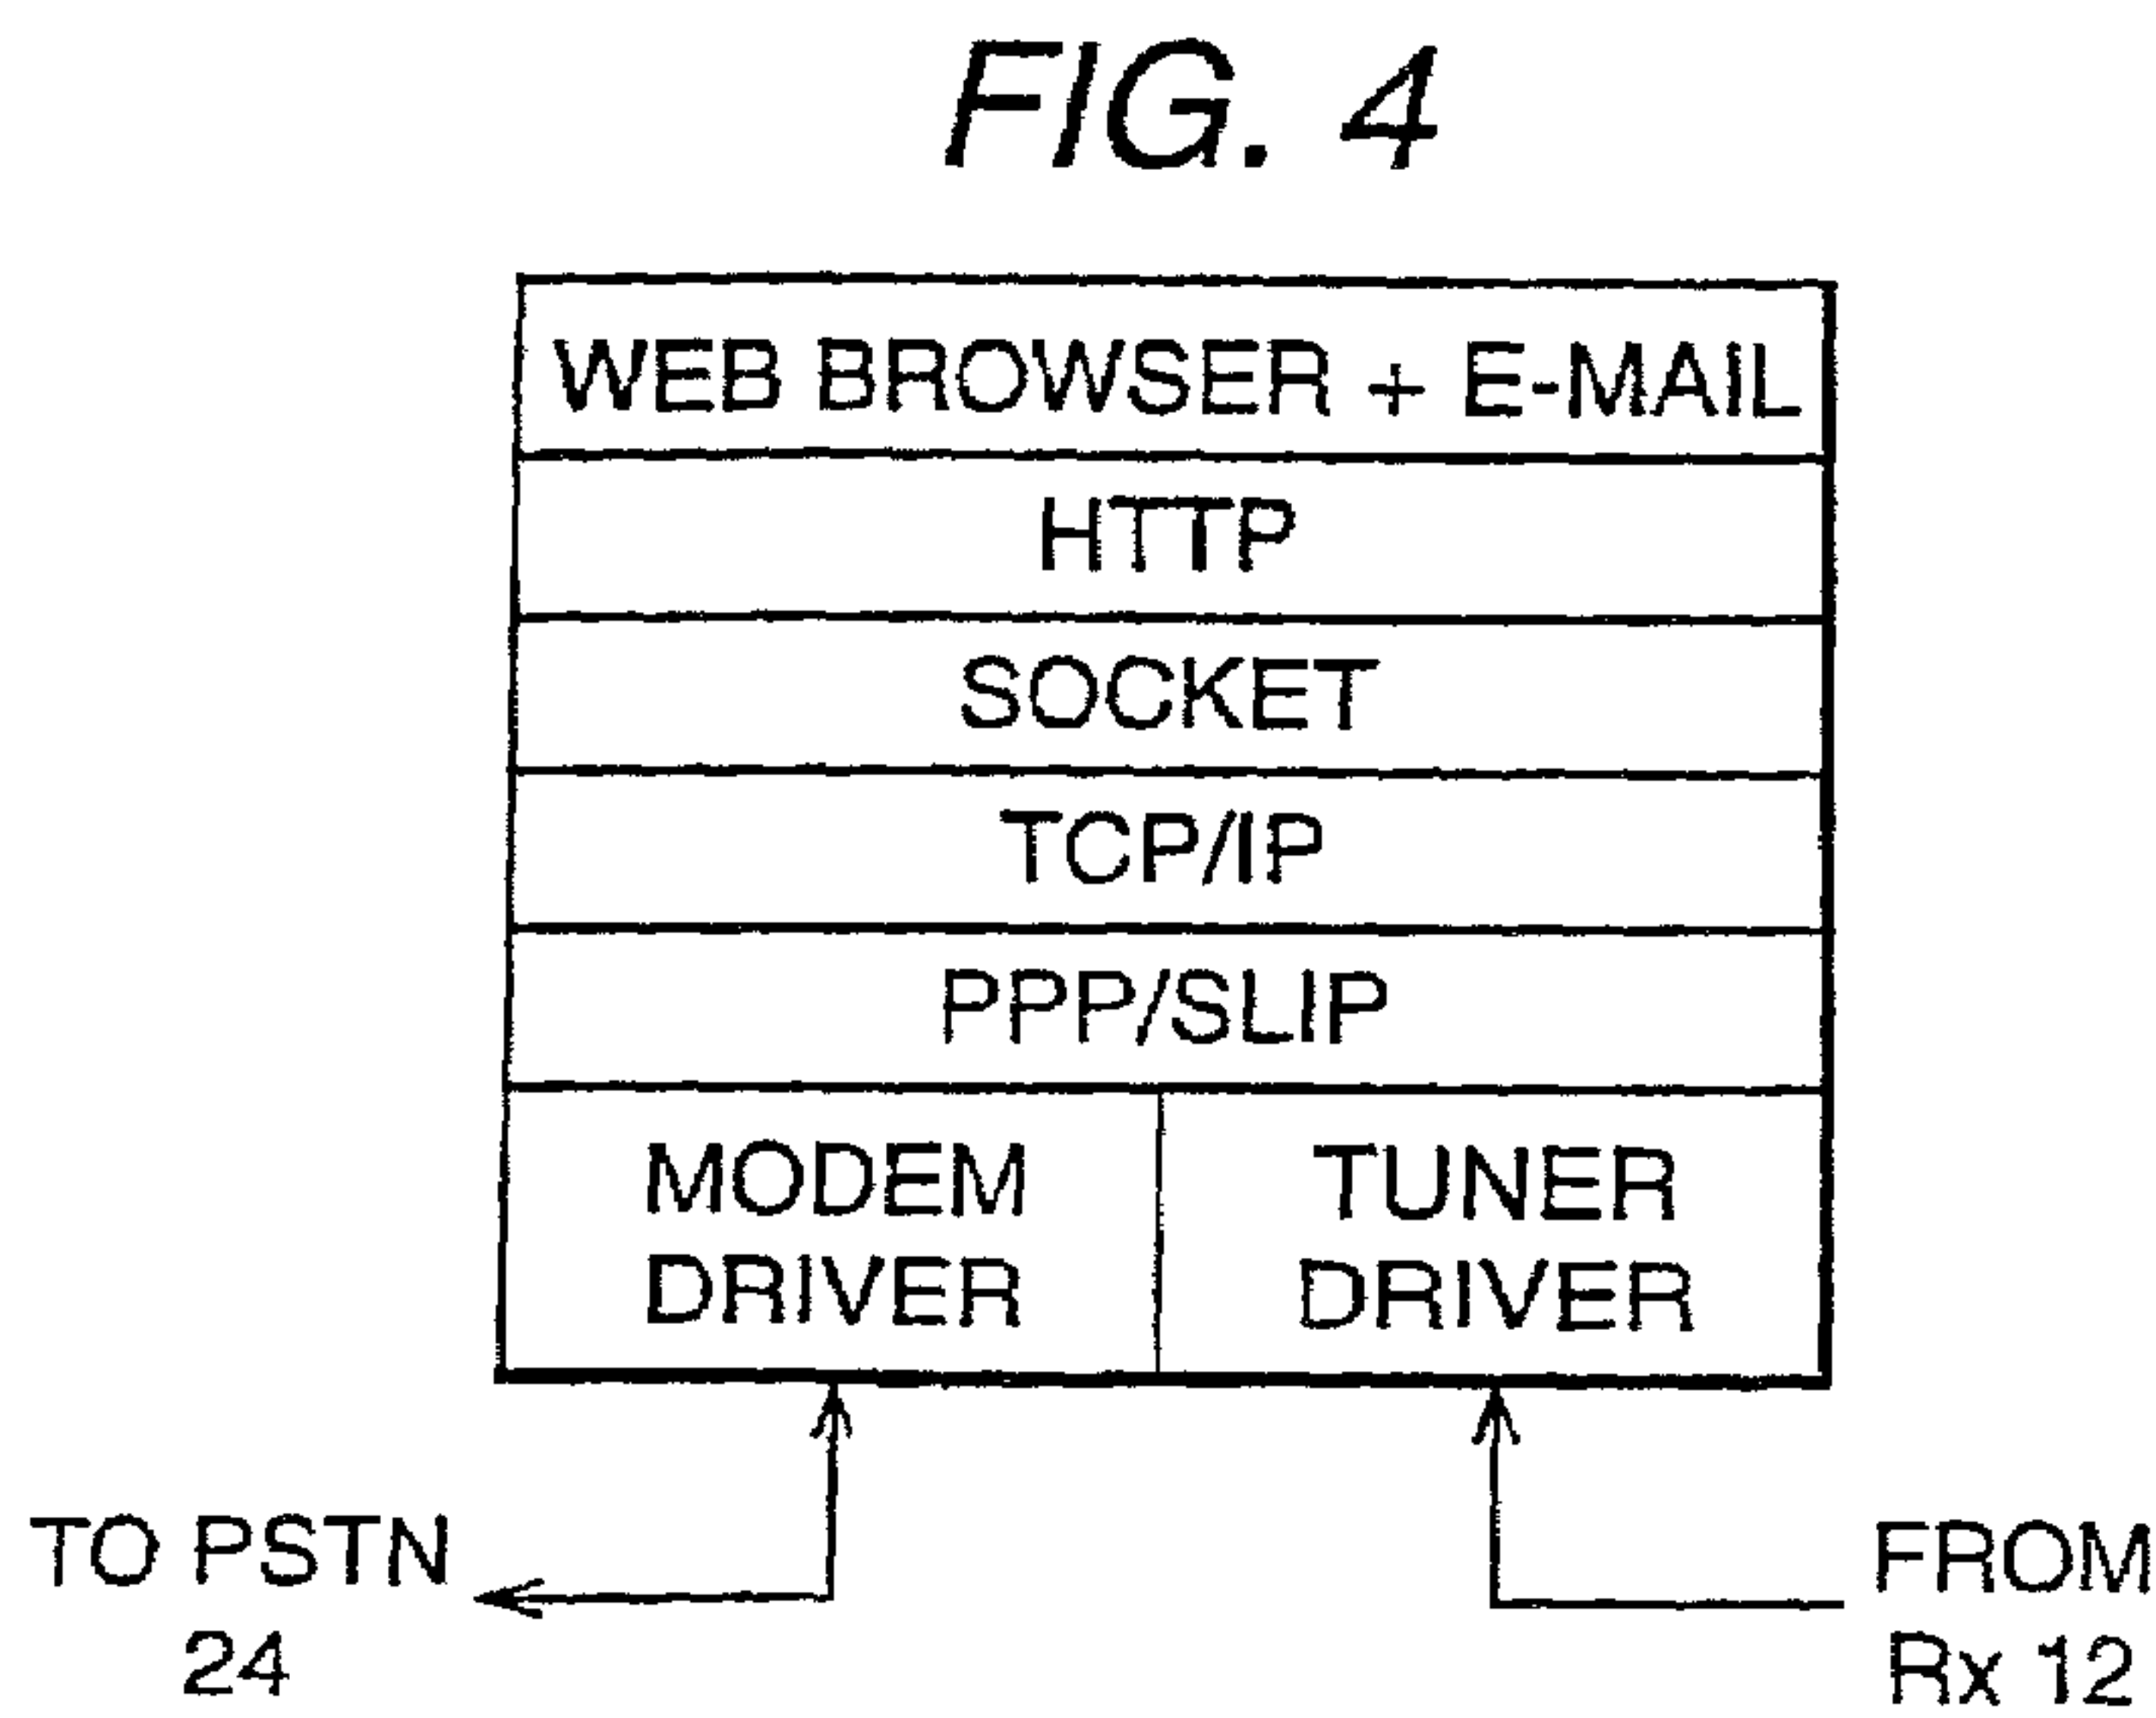 FIG. 4
WEB BROWSER + E-MAIL
HTTP
SOCKET
TCP/IP
PPP/SLIP
MODEM
DRIVER
TUNER
DRIVER
TO PSTN
24
FROM
Rx 12